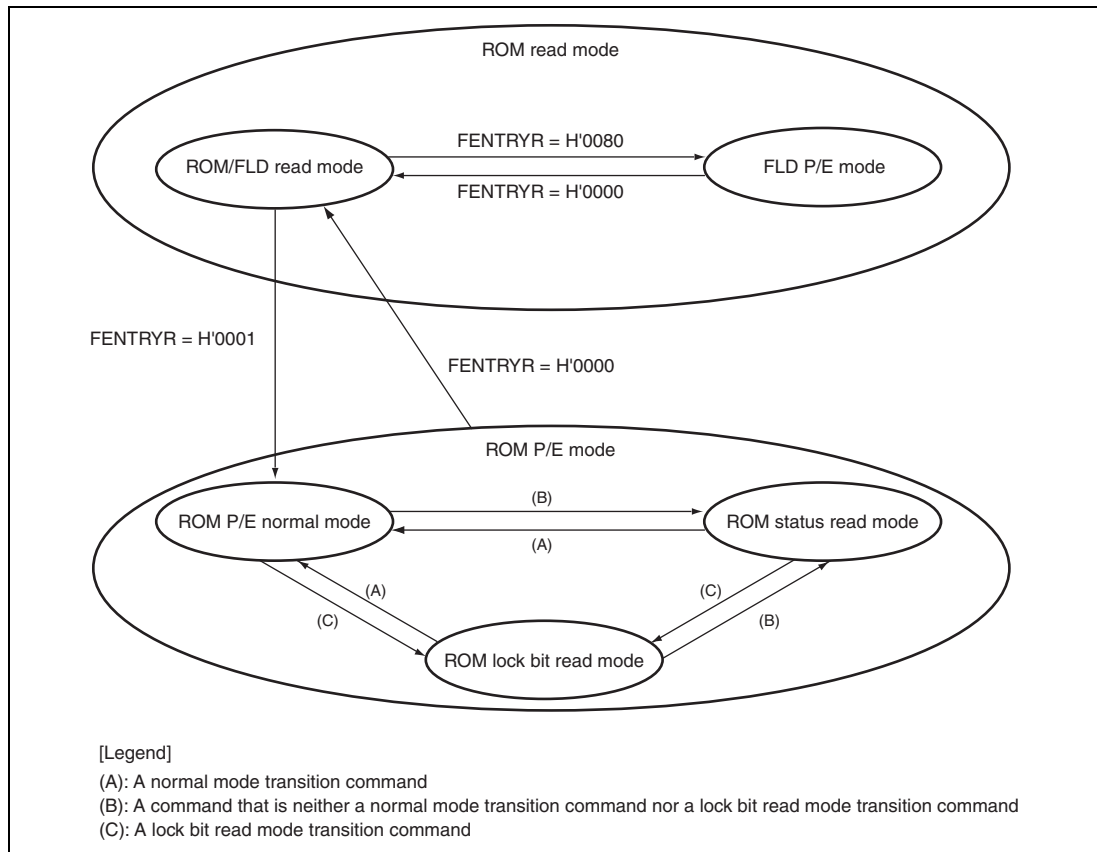 ROM read mode
FENTRYR = H'0080
ROM/FLD read mode
FLD P/E mode
FENTRYR = H'0000
FENTRYR = H'0001
FENTRYR = H'0000
ROM P/E mode
(B)
ROM P/E normal mode
ROM status read mode
(A)
(A)
(C)
(C)
(B)
ROM lock bit read mode
[Legend]
(A): A normal mode transition command
(B): A command that is neither a normal mode transition command nor a lock bit read mode transition command
(C): A lock bit read mode transition command